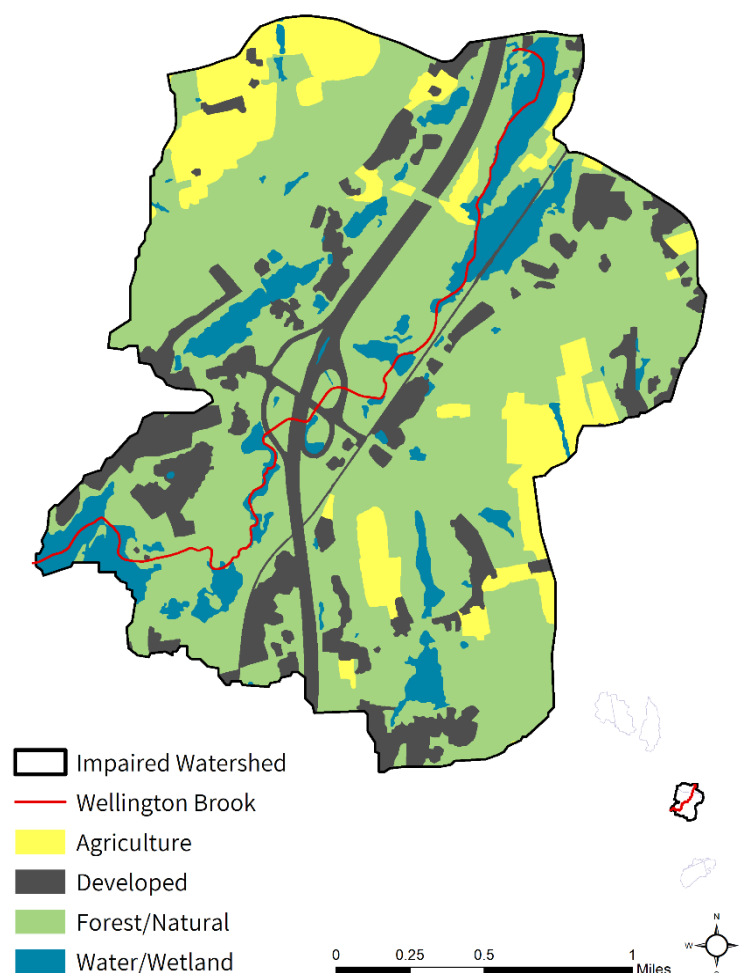 Impaired Watershed
Wellington Brook
Agriculture
Developed
Forest/Natural
Water/Wetland
0 0.25 0.5 1
Miles
N
W